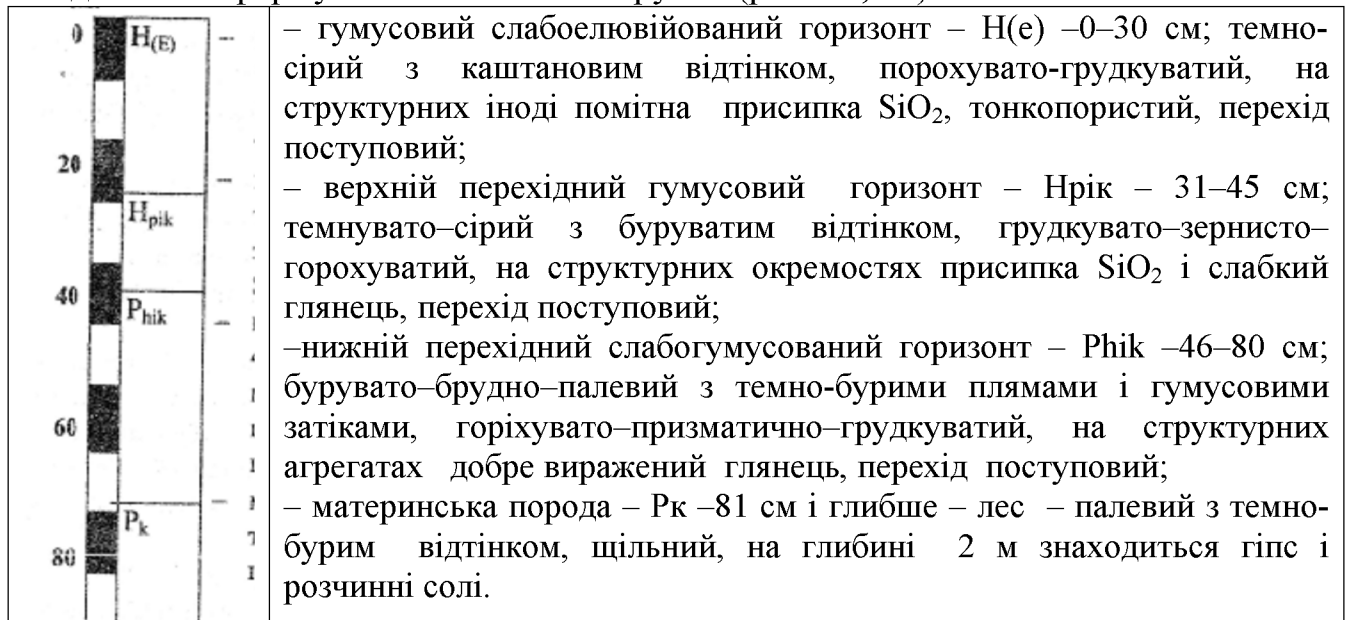 0
H(E)
20
Hpik
40
Phik
60
Pk
80
– гумусовий слабоелювійований горизонт – Н(е) –0–30 см; темно-
сірий з каштановим відтінком, порохувато-грудкуватий, на
структурних іноді помітна присипка SiO₂, тонкопористий, перехід
поступовий;
– верхній перехідний гумусовий горизонт – Нрік – 31–45 см;
темнувато–сірий з буруватим відтінком, грудкувато–зернисто–
горохуватий, на структурних окремостях присипка SiO₂ і слабкий
глянець, перехід поступовий;
–нижній перехідний слабогумусований горизонт – Phik –46–80 см;
бурувато–брудно–палевий з темно-бурими плямами і гумусовими
затіками, горіхувато–призматично–грудкуватий, на структурних
агрегатах добре виражений глянець, перехід поступовий;
– материнська порода – Рк –81 см і глибше – лес – палевий з темно-
бурим відтінком, щільний, на глибині 2 м знаходиться гіпс і
розчинні солі.